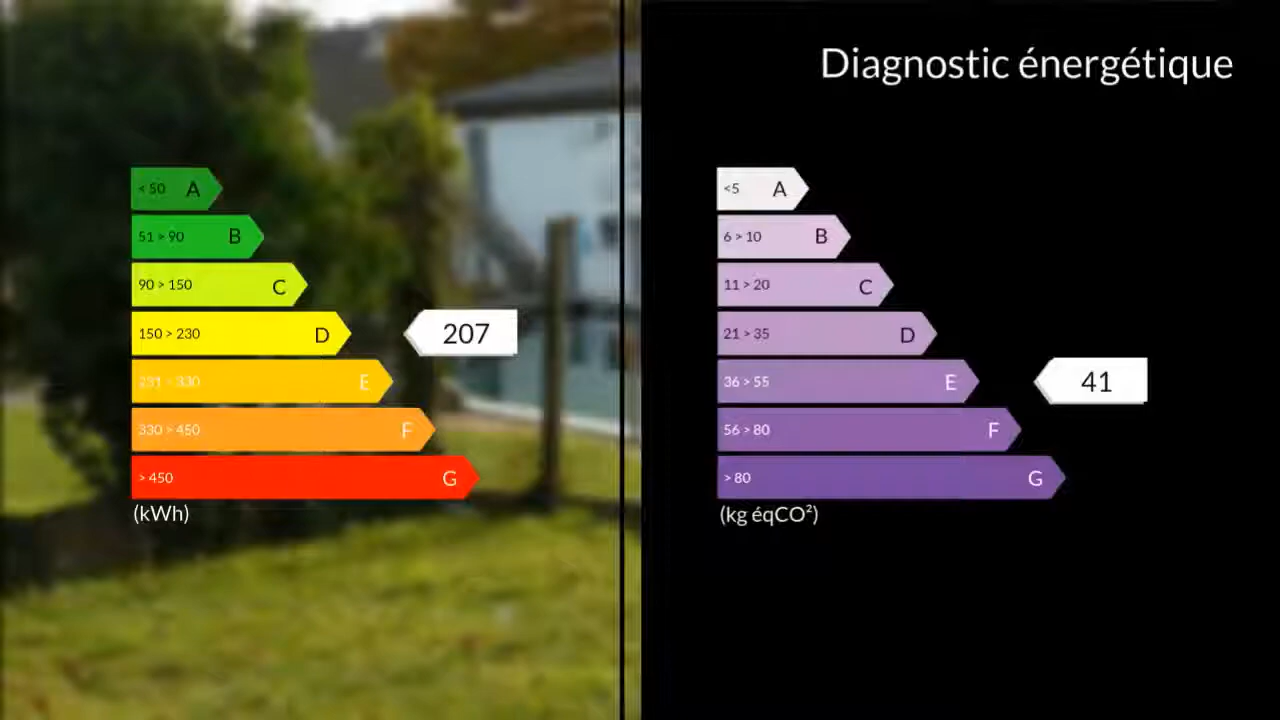 Diagnostic énergétique
< 50 A
51 > 90 B
90 > 150 C
150 > 230 D
207
231 > 330 E
330 > 450 F
> 450 G
(kWh)
<5 A
6 > 10 B
11 > 20 C
21 > 35 D
36 > 55 E
41
56 > 80 F
> 80 G
(kg éqCO²)